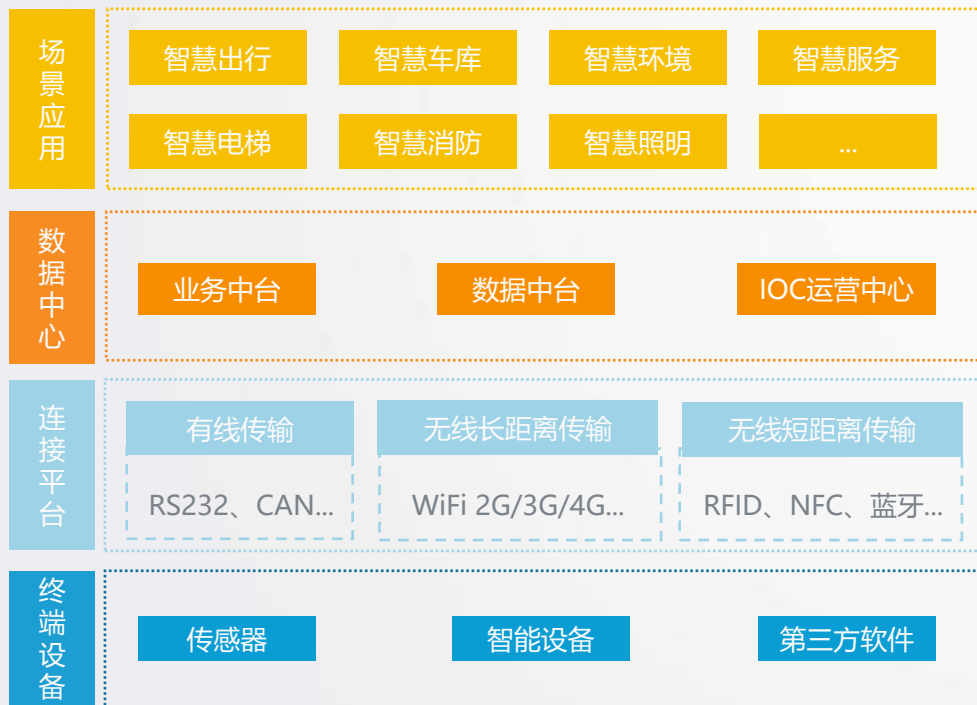 场景应用
智慧出行
智慧车库
智慧环境
智慧服务
智慧电梯
智慧消防
智慧照明
...
数据中心
业务中台
数据中台
IOC运营中心
连接平台
有线传输
无线长距离传输
无线短距离传输
RS232、CAN...
WiFi 2G/3G/4G...
RFID、NFC、蓝牙...
终端设备
传感器
智能设备
第三方软件